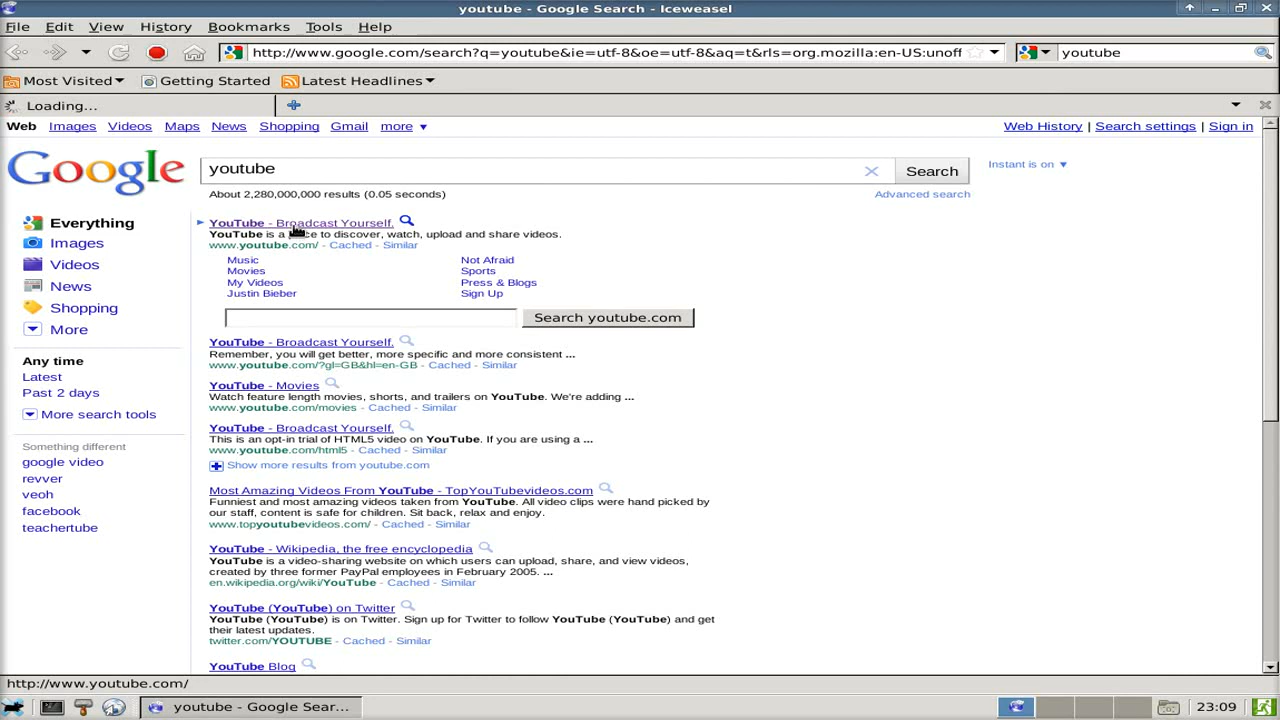 youtube - Google Search - Iceweasel
File Edit View History Bookmarks Tools Help
http://www.google.com/search?q=youtube&ie=utf-8&oe=utf-8&aq=t&rls=org.mozilla:en-US:unoff youtube
Most Visited Getting Started Latest Headlines
Loading...
Web Images Videos Maps News Shopping Gmail more Web History | Search settings | Sign in
Google youtube Search Instant is on
About 2,280,000,000 results (0.05 seconds) Advanced search
Everything
Images
Videos
News
Shopping
More
Any time
Latest
Past 2 days
More search tools
Something different
google video
revver
veoh
facebook
teachertube
YouTube - Broadcast Yourself.
YouTube is a place to discover, watch, upload and share videos.
www.youtube.com/ - Cached - Similar
Music Not Afraid
Movies Sports
My Videos Press & Blogs
Justin Bieber Sign Up
Search youtube.com
YouTube - Broadcast Yourself.
Remember, you will get better, more specific and more consistent ...
www.youtube.com/?gl=GB&hl=en-GB - Cached - Similar
YouTube - Movies
Watch feature length movies, shorts, and trailers on YouTube. We're adding ...
www.youtube.com/movies - Cached - Similar
YouTube - Broadcast Yourself.
This is an opt-in trial of HTML5 video on YouTube. If you are using a ...
www.youtube.com/html5 - Cached - Similar
Show more results from youtube.com
Most Amazing Videos From YouTube - TopYouTubevideos.com
Funniest and most amazing videos taken from YouTube. All video clips were hand picked by
our staff, content is safe for children. Sit back, relax and enjoy.
www.topyoutubevideos.com/ - Cached - Similar
YouTube - Wikipedia, the free encyclopedia
YouTube is a video-sharing website on which users can upload, share, and view videos,
created by three former PayPal employees in February 2005. ...
en.wikipedia.org/wiki/YouTube - Cached - Similar
YouTube (YouTube) on Twitter
YouTube (YouTube) is on Twitter. Sign up for Twitter to follow YouTube (YouTube) and get
their latest updates.
twitter.com/YOUTUBE - Cached - Similar
YouTube Blog
http://www.youtube.com/
youtube - Google Sear... 23:09